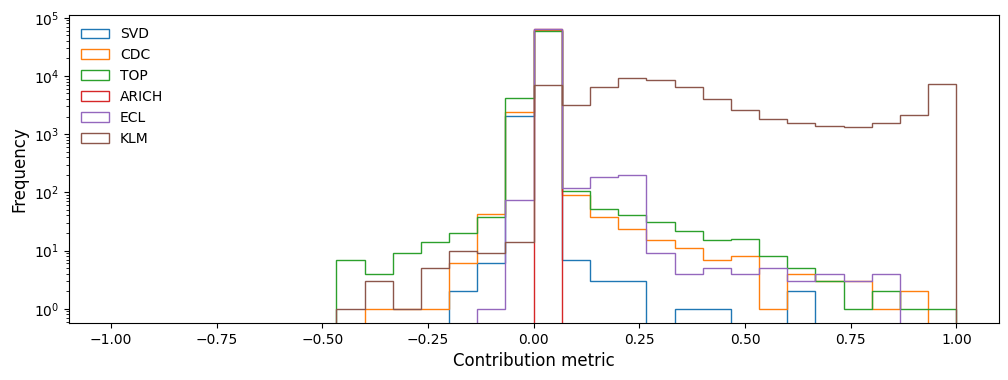 10^5
10^4
10^3
10^2
10^1
10^0
Frequency
SVD
CDC
TOP
ARICH
ECL
KLM
−1.00 −0.75 −0.50 −0.25 0.00 0.25 0.50 0.75 1.00
Contribution metric